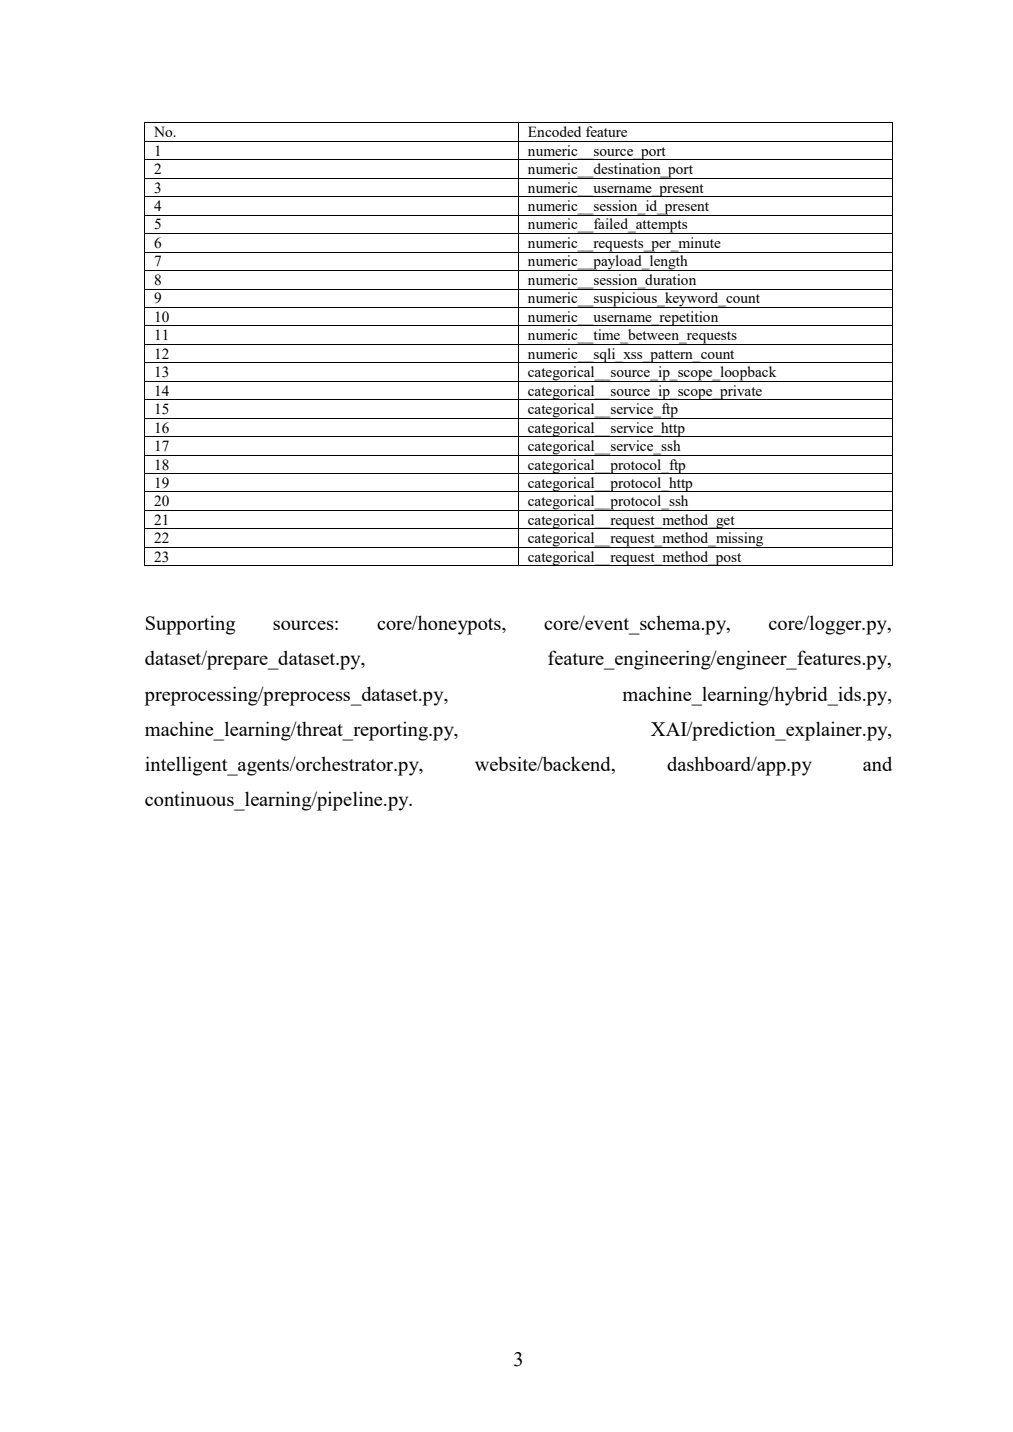 No. Encoded feature
1 numeric__source_port
2 numeric__destination_port
3 numeric__username_present
4 numeric__session_id_present
5 numeric__failed_attempts
6 numeric__requests_per_minute
7 numeric__payload_length
8 numeric__session_duration
9 numeric__suspicious_keyword_count
10 numeric__username_repetition
11 numeric__time_between_requests
12 numeric__sqli_xss_pattern_count
13 categorical__source_ip_scope_loopback
14 categorical__source_ip_scope_private
15 categorical__service_ftp
16 categorical__service_http
17 categorical__service_ssh
18 categorical__protocol_ftp
19 categorical__protocol_http
20 categorical__protocol_ssh
21 categorical__request_method_get
22 categorical__request_method_missing
23 categorical__request_method_post
Supporting sources: core/honeypots, core/event_schema.py, core/logger.py,
dataset/prepare_dataset.py, feature_engineering/engineer_features.py,
preprocessing/preprocess_dataset.py, machine_learning/hybrid_ids.py,
machine_learning/threat_reporting.py, XAI/prediction_explainer.py,
intelligent_agents/orchestrator.py, website/backend, dashboard/app.py and
continuous_learning/pipeline.py.
3